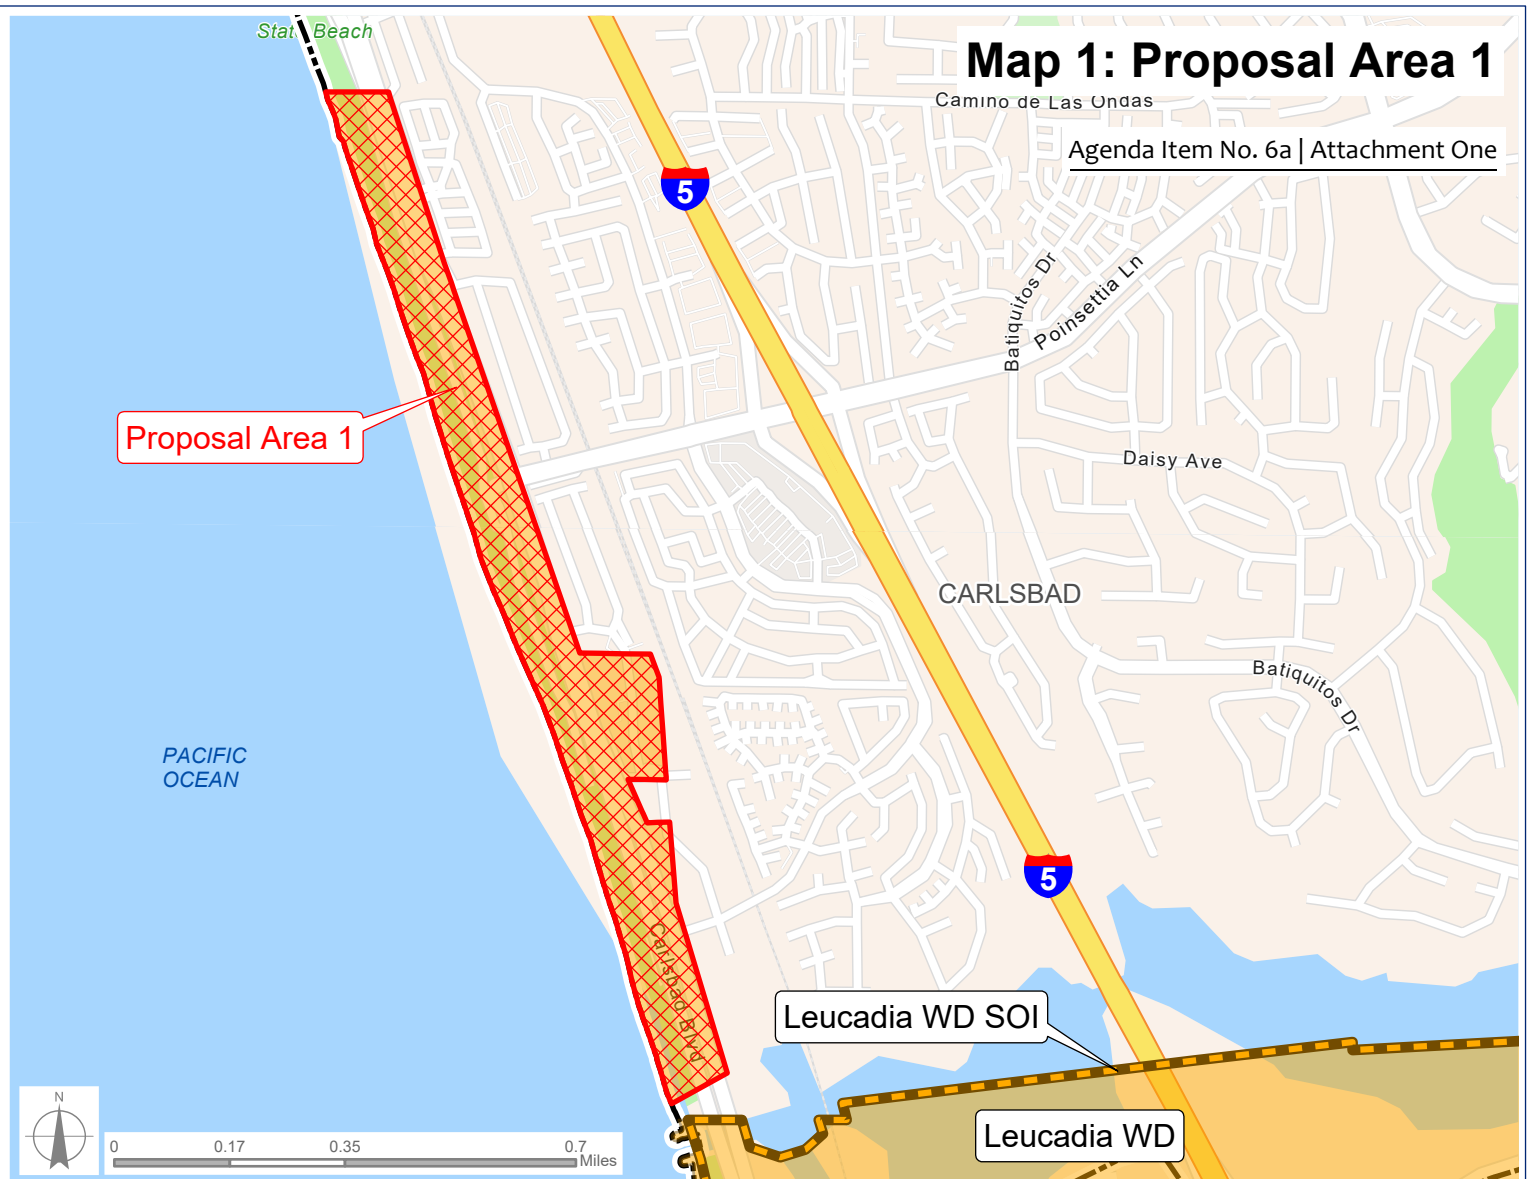 State Beach
Map 1: Proposal Area 1
Camino de Las Ondas
Agenda Item No. 6a | Attachment One
5
Batiquitos Dr
Poinsettia Ln
Proposal Area 1
Daisy Ave
CARLSBAD
Batiquitos Dr
PACIFIC
OCEAN
5
Carlsbad Blvd
Leucadia WD SOI
Leucadia WD
N
0 0.17 0.35 0.7
Miles